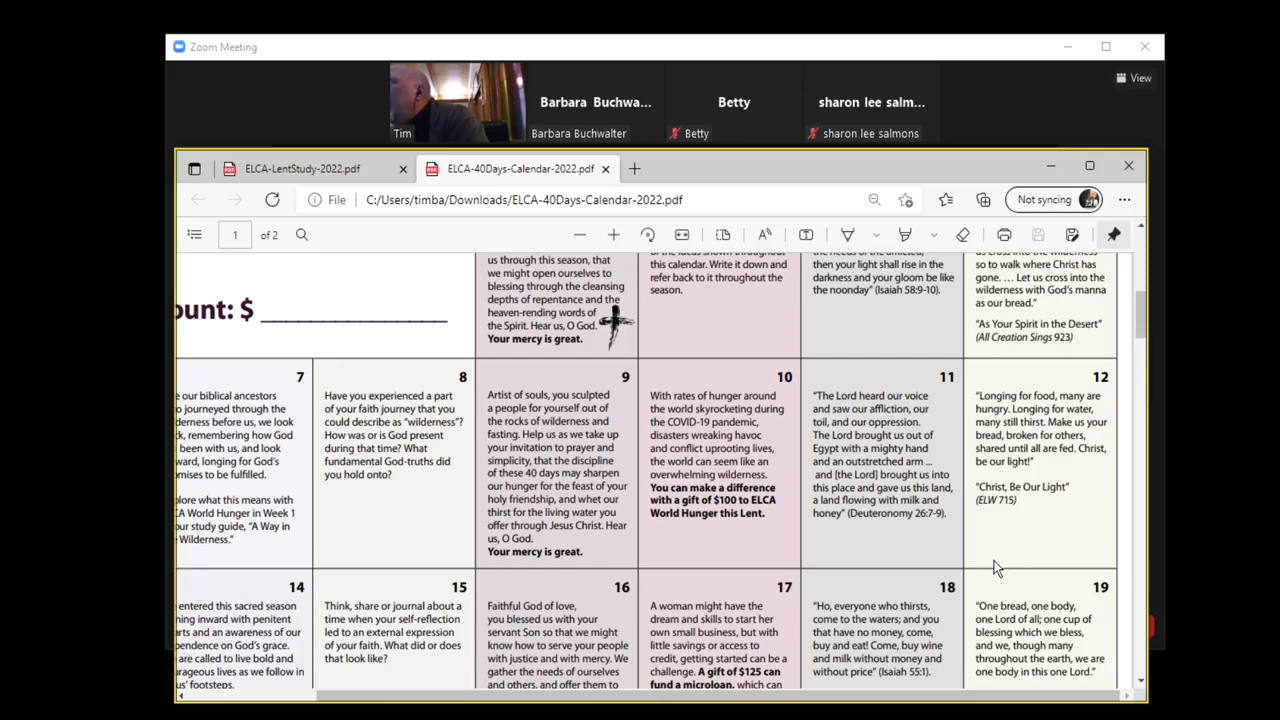 Zoom Meeting
View
Barbara Buchwa...
Betty
sharon lee salm...
Tim
Barbara Buchwalter
Betty
sharon lee salmons
ELCA-LentStudy-2022.pdf
ELCA-40Days-Calendar-2022.pdf
File
C:/Users/timba/Downloads/ELCA-40Days-Calendar-2022.pdf
Not syncing
1
of 2
ount: $ ________________
us through this season, that
we might open ourselves to
blessing through the cleansing
depths of repentance and the
heaven-rending words of
the Spirit. Hear us, O God.
Your mercy is great.
of the ideas shown throughout
this calendar. Write it down and
refer back to it throughout the
season.
the needs of the afflicted,
then your light shall rise in the
darkness and your gloom be like
the noonday” (Isaiah 58:9-10).
us cross into the wilderness
so to walk where Christ has
gone. … Let us cross into the
wilderness with God’s manna
as our bread.”
“As Your Spirit in the Desert”
(All Creation Sings 923)
7
e our biblical ancestors
o journeyed through the
derness before us, we look
k, remembering how God
been with us, and look
ward, longing for God’s
mises to be fulfilled.
plore what this means with
CA World Hunger in Week 1
our study guide, “A Way in
Wilderness.”
8
Have you experienced a part
of your faith journey that you
could describe as “wilderness”?
How was or is God present
during that time? What
fundamental God-truths did
you hold onto?
9
Artist of souls, you sculpted
a people for yourself out of
the rocks of wilderness and
fasting. Help us as we take up
your invitation to prayer and
simplicity, that the discipline
of these 40 days may sharpen
our hunger for the feast of your
holy friendship, and whet our
thirst for the living water you
offer through Jesus Christ. Hear
us, O God.
Your mercy is great.
10
With rates of hunger around
the world skyrocketing during
the COVID-19 pandemic,
disasters wreaking havoc
and conflict uprooting lives,
the world can seem like an
overwhelming wilderness.
You can make a difference
with a gift of $100 to ELCA
World Hunger this Lent.
11
“The Lord heard our voice
and saw our affliction, our
toil, and our oppression.
The Lord brought us out of
Egypt with a mighty hand
and an outstretched arm …
and [the Lord] brought us into
this place and gave us this land,
a land flowing with milk and
honey” (Deuteronomy 26:7-9).
12
“Longing for food, many are
hungry. Longing for water,
many still thirst. Make us your
bread, broken for others,
shared until all are fed. Christ,
be our light!”
“Christ, Be Our Light”
(ELW 715)
14
entered this sacred season
ning inward with penitent
arts and an awareness of our
pendence on God’s grace.
are called to live bold and
urageous lives as we follow in
us’ footsteps.
15
Think, share or journal about a
time when your self-reflection
led to an external expression
of your faith. What did or does
that look like?
16
Faithful God of love,
you blessed us with your
servant Son so that we might
know how to serve your people
with justice and with mercy. We
gather the needs of ourselves
and others, and offer them to
17
A woman might have the
dream and skills to start her
own small business, but with
little savings or access to
credit, getting started can be a
challenge. A gift of $125 can
fund a microloan, which can
18
“Ho, everyone who thirsts,
come to the waters; and you
that have no money, come,
buy and eat! Come, buy wine
and milk without money and
without price” (Isaiah 55:1).
19
“One bread, one body,
one Lord of all; one cup of
blessing which we bless,
and we, though many
throughout the earth, we are
one body in this one Lord.”